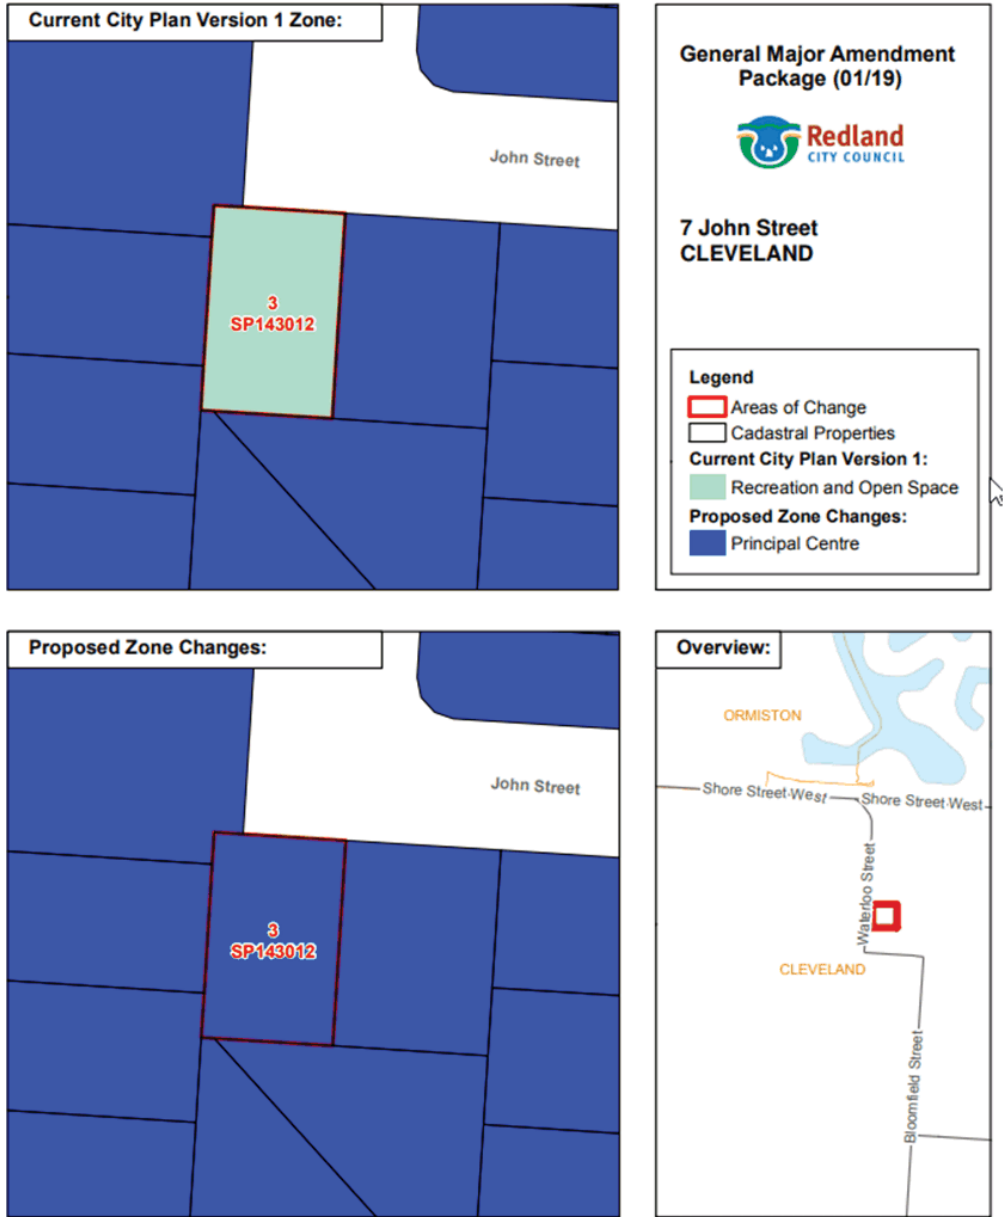 Current City Plan Version 1 Zone:
John Street
3
SP143012
General Major Amendment
Package (01/19)
Redland
CITY COUNCIL
7 John Street
CLEVELAND
Legend
Areas of Change
Cadastral Properties
Current City Plan Version 1:
Recreation and Open Space
Proposed Zone Changes:
Principal Centre
Proposed Zone Changes:
John Street
3
SP143012
Overview:
ORMISTON
Shore Street West
Shore Street West
Waterloo Street
CLEVELAND
Bloomfield Street